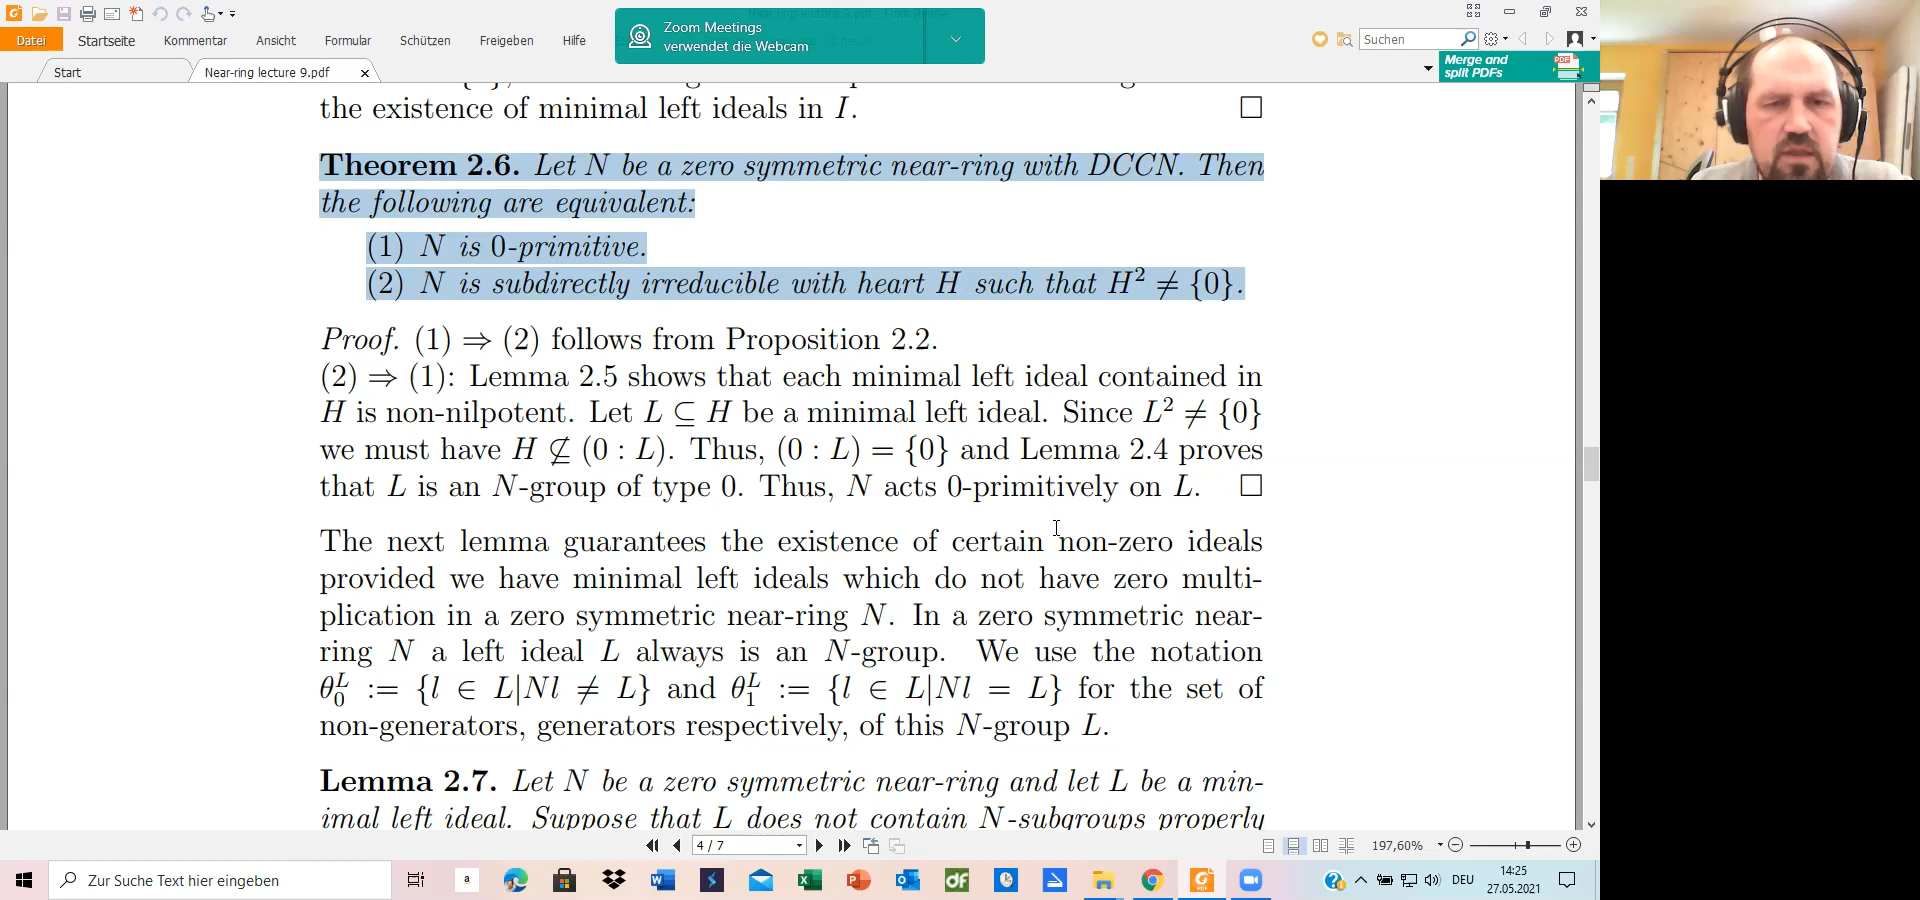 Zoom Meetings
verwendet die Webcam
Datei Startseite Kommentar Ansicht Formular Schützen Freigeben Hilfe
Suchen
Start Near-ring lecture 9.pdf
Merge and
split PDFs
PDF
the existence of minimal left ideals in I. □
Theorem 2.6. Let N be a zero symmetric near-ring with DCCN. Then
the following are equivalent:
(1) N is 0-primitive.
(2) N is subdirectly irreducible with heart H such that H² ≠ {0}.
Proof. (1) ⇒ (2) follows from Proposition 2.2.
(2) ⇒ (1): Lemma 2.5 shows that each minimal left ideal contained in
H is non-nilpotent. Let L ⊆ H be a minimal left ideal. Since L² ≠ {0}
we must have H ⊈ (0 : L). Thus, (0 : L) = {0} and Lemma 2.4 proves
that L is an N-group of type 0. Thus, N acts 0-primitively on L. □
The next lemma guarantees the existence of certain non-zero ideals
provided we have minimal left ideals which do not have zero multi-
plication in a zero symmetric near-ring N. In a zero symmetric near-
ring N a left ideal L always is an N-group. We use the notation
θ₀ᴸ := {l ∈ L|Nl ≠ L} and θ₁ᴸ := {l ∈ L|Nl = L} for the set of
non-generators, generators respectively, of this N-group L.
Lemma 2.7. Let N be a zero symmetric near-ring and let L be a min-
imal left ideal. Suppose that L does not contain N-subgroups properly
4 / 7
197,60%
Zur Suche Text hier eingeben
DEU
14:25
27.05.2021